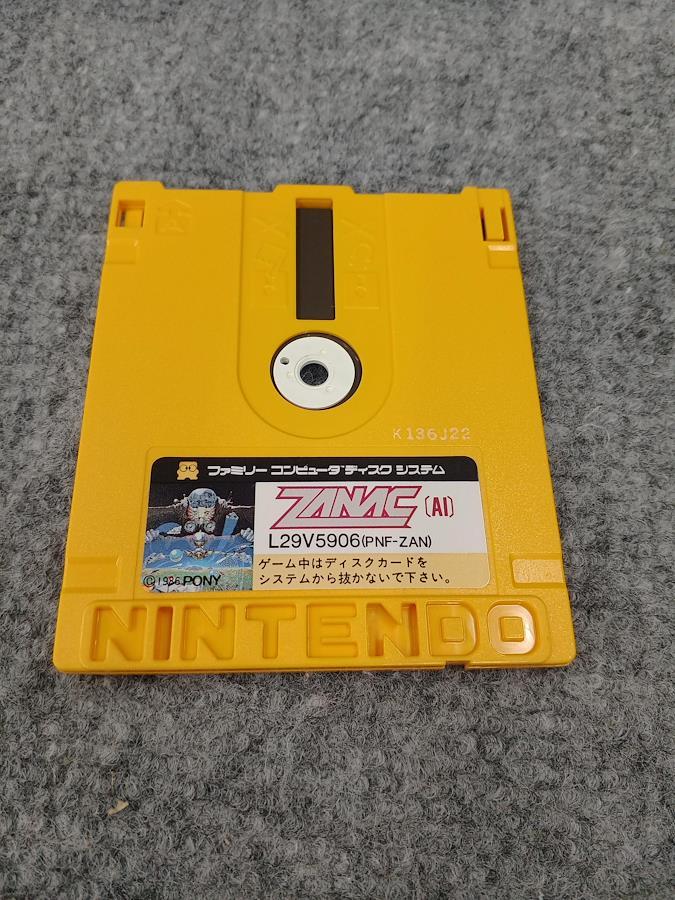 K136J22
ファミリー コンピュータ ディスク システム
ZANAC [AI]
L29V5906(PNF-ZAN)
ゲーム中はディスクカードを
システムから抜かないで下さい。
©1986 PONY
NINTENDO